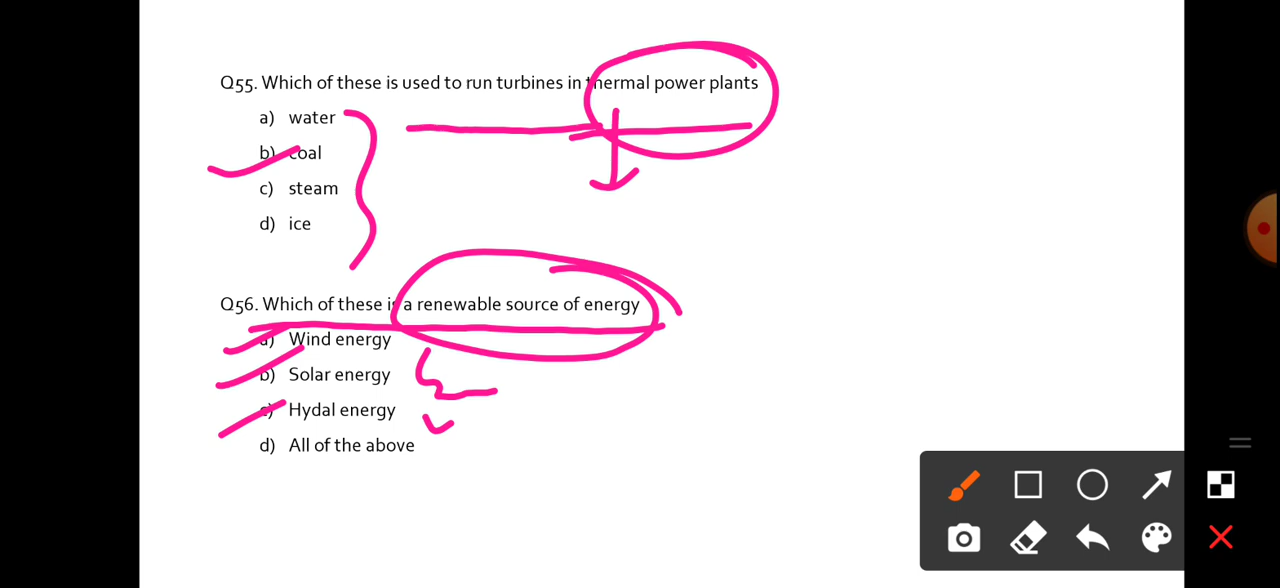 Q55. Which of these is used to run turbines in thermal power plants
a) water
b) coal
c) steam
d) ice
Q56. Which of these is a renewable source of energy
a) Wind energy
b) Solar energy
c) Hydal energy
d) All of the above